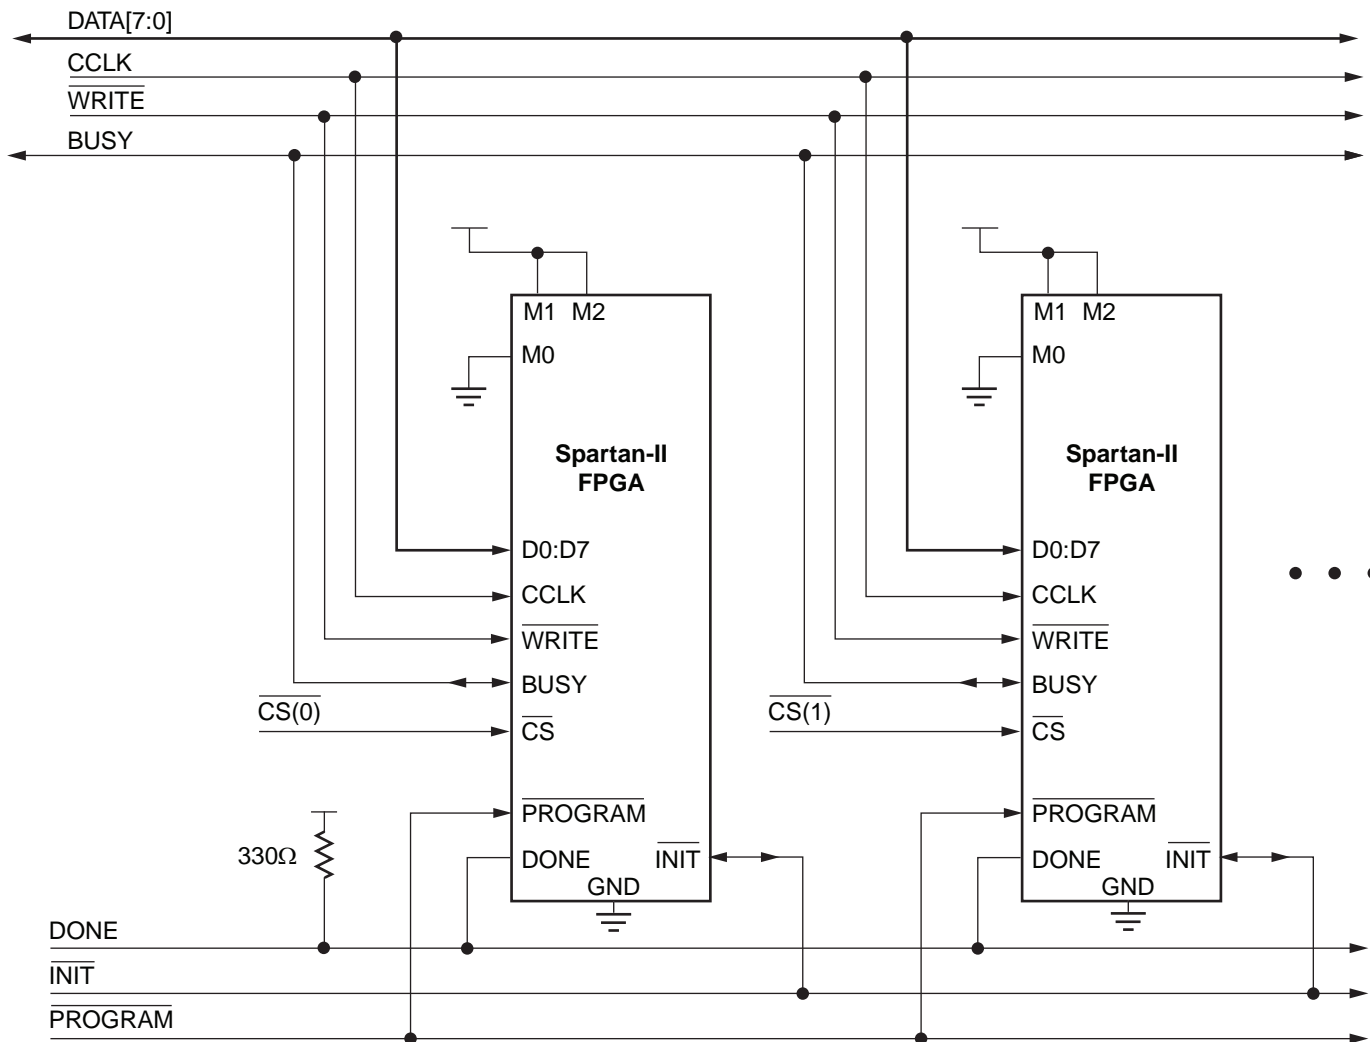 DATA[7:0]
CCLK
WRITE
BUSY
M1 M2
M0
Spartan-II
FPGA
D0:D7
CCLK
WRITE
BUSY
CS(0)
CS
PROGRAM
DONE
INIT
GND
M1 M2
M0
Spartan-II
FPGA
D0:D7
CCLK
WRITE
BUSY
CS(1)
CS
PROGRAM
DONE
INIT
GND
330Ω
DONE
INIT
PROGRAM